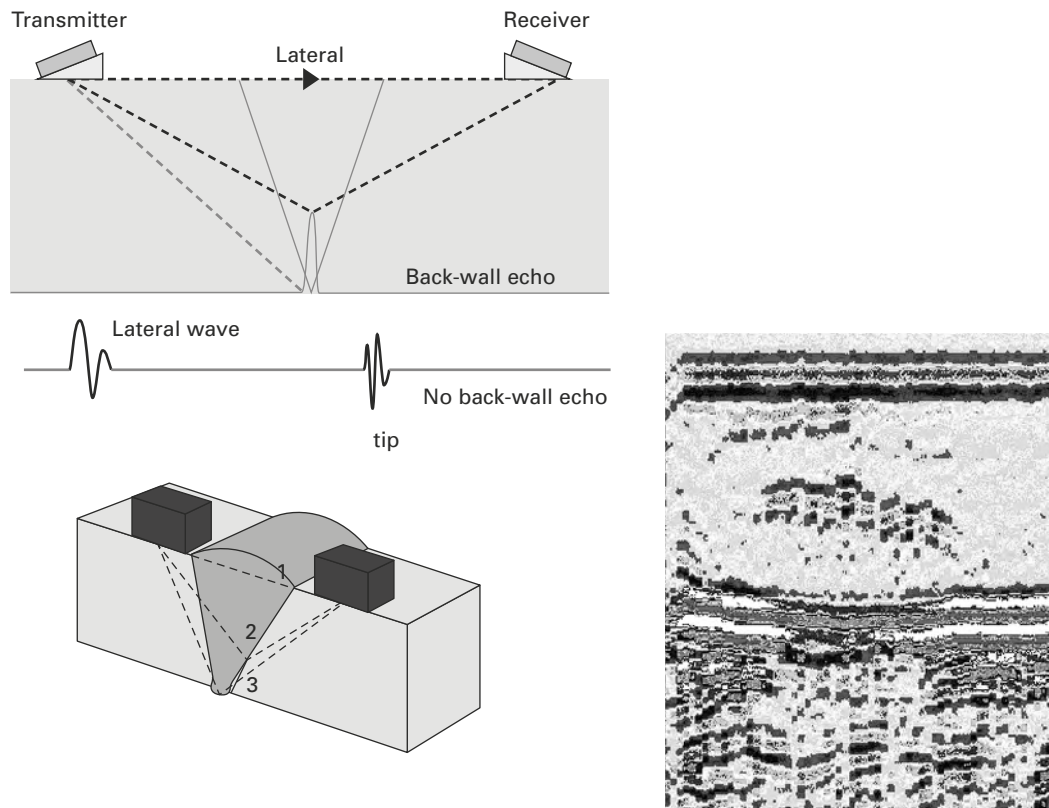 Transmitter
Receiver
Lateral
Back-wall echo
Lateral wave
No back-wall echo
tip
1
2
3